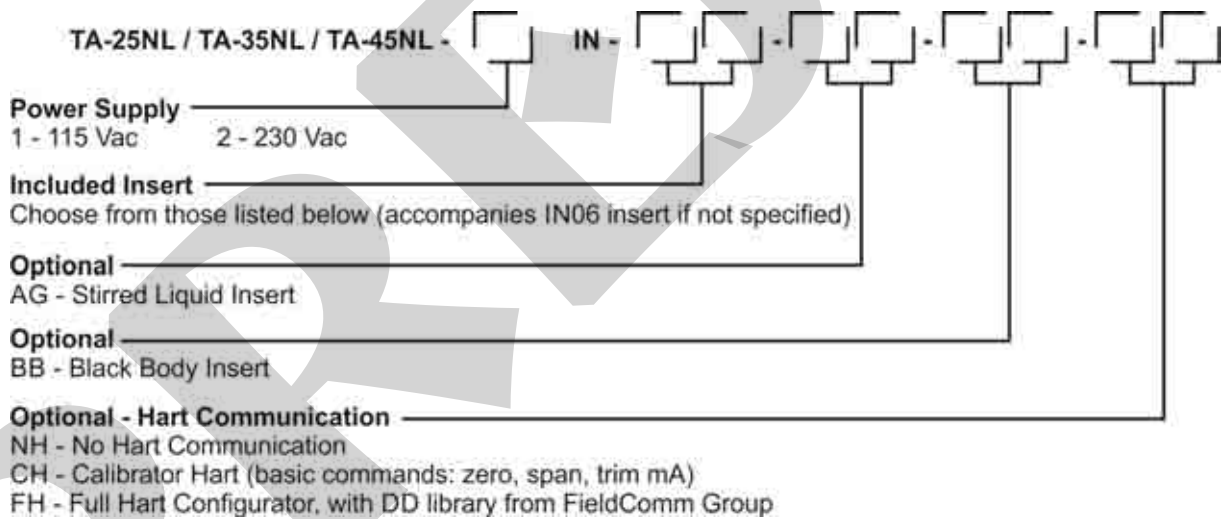 TA-25NL / TA-35NL / TA-45NL - IN - - - -
Power Supply
1 - 115 Vac 2 - 230 Vac
Included Insert
Choose from those listed below (accompanies IN06 insert if not specified)
Optional
AG - Stirred Liquid Insert
Optional
BB - Black Body Insert
Optional - Hart Communication
NH - No Hart Communication
CH - Calibrator Hart (basic commands: zero, span, trim mA)
FH - Full Hart Configurator, with DD library from FieldComm Group